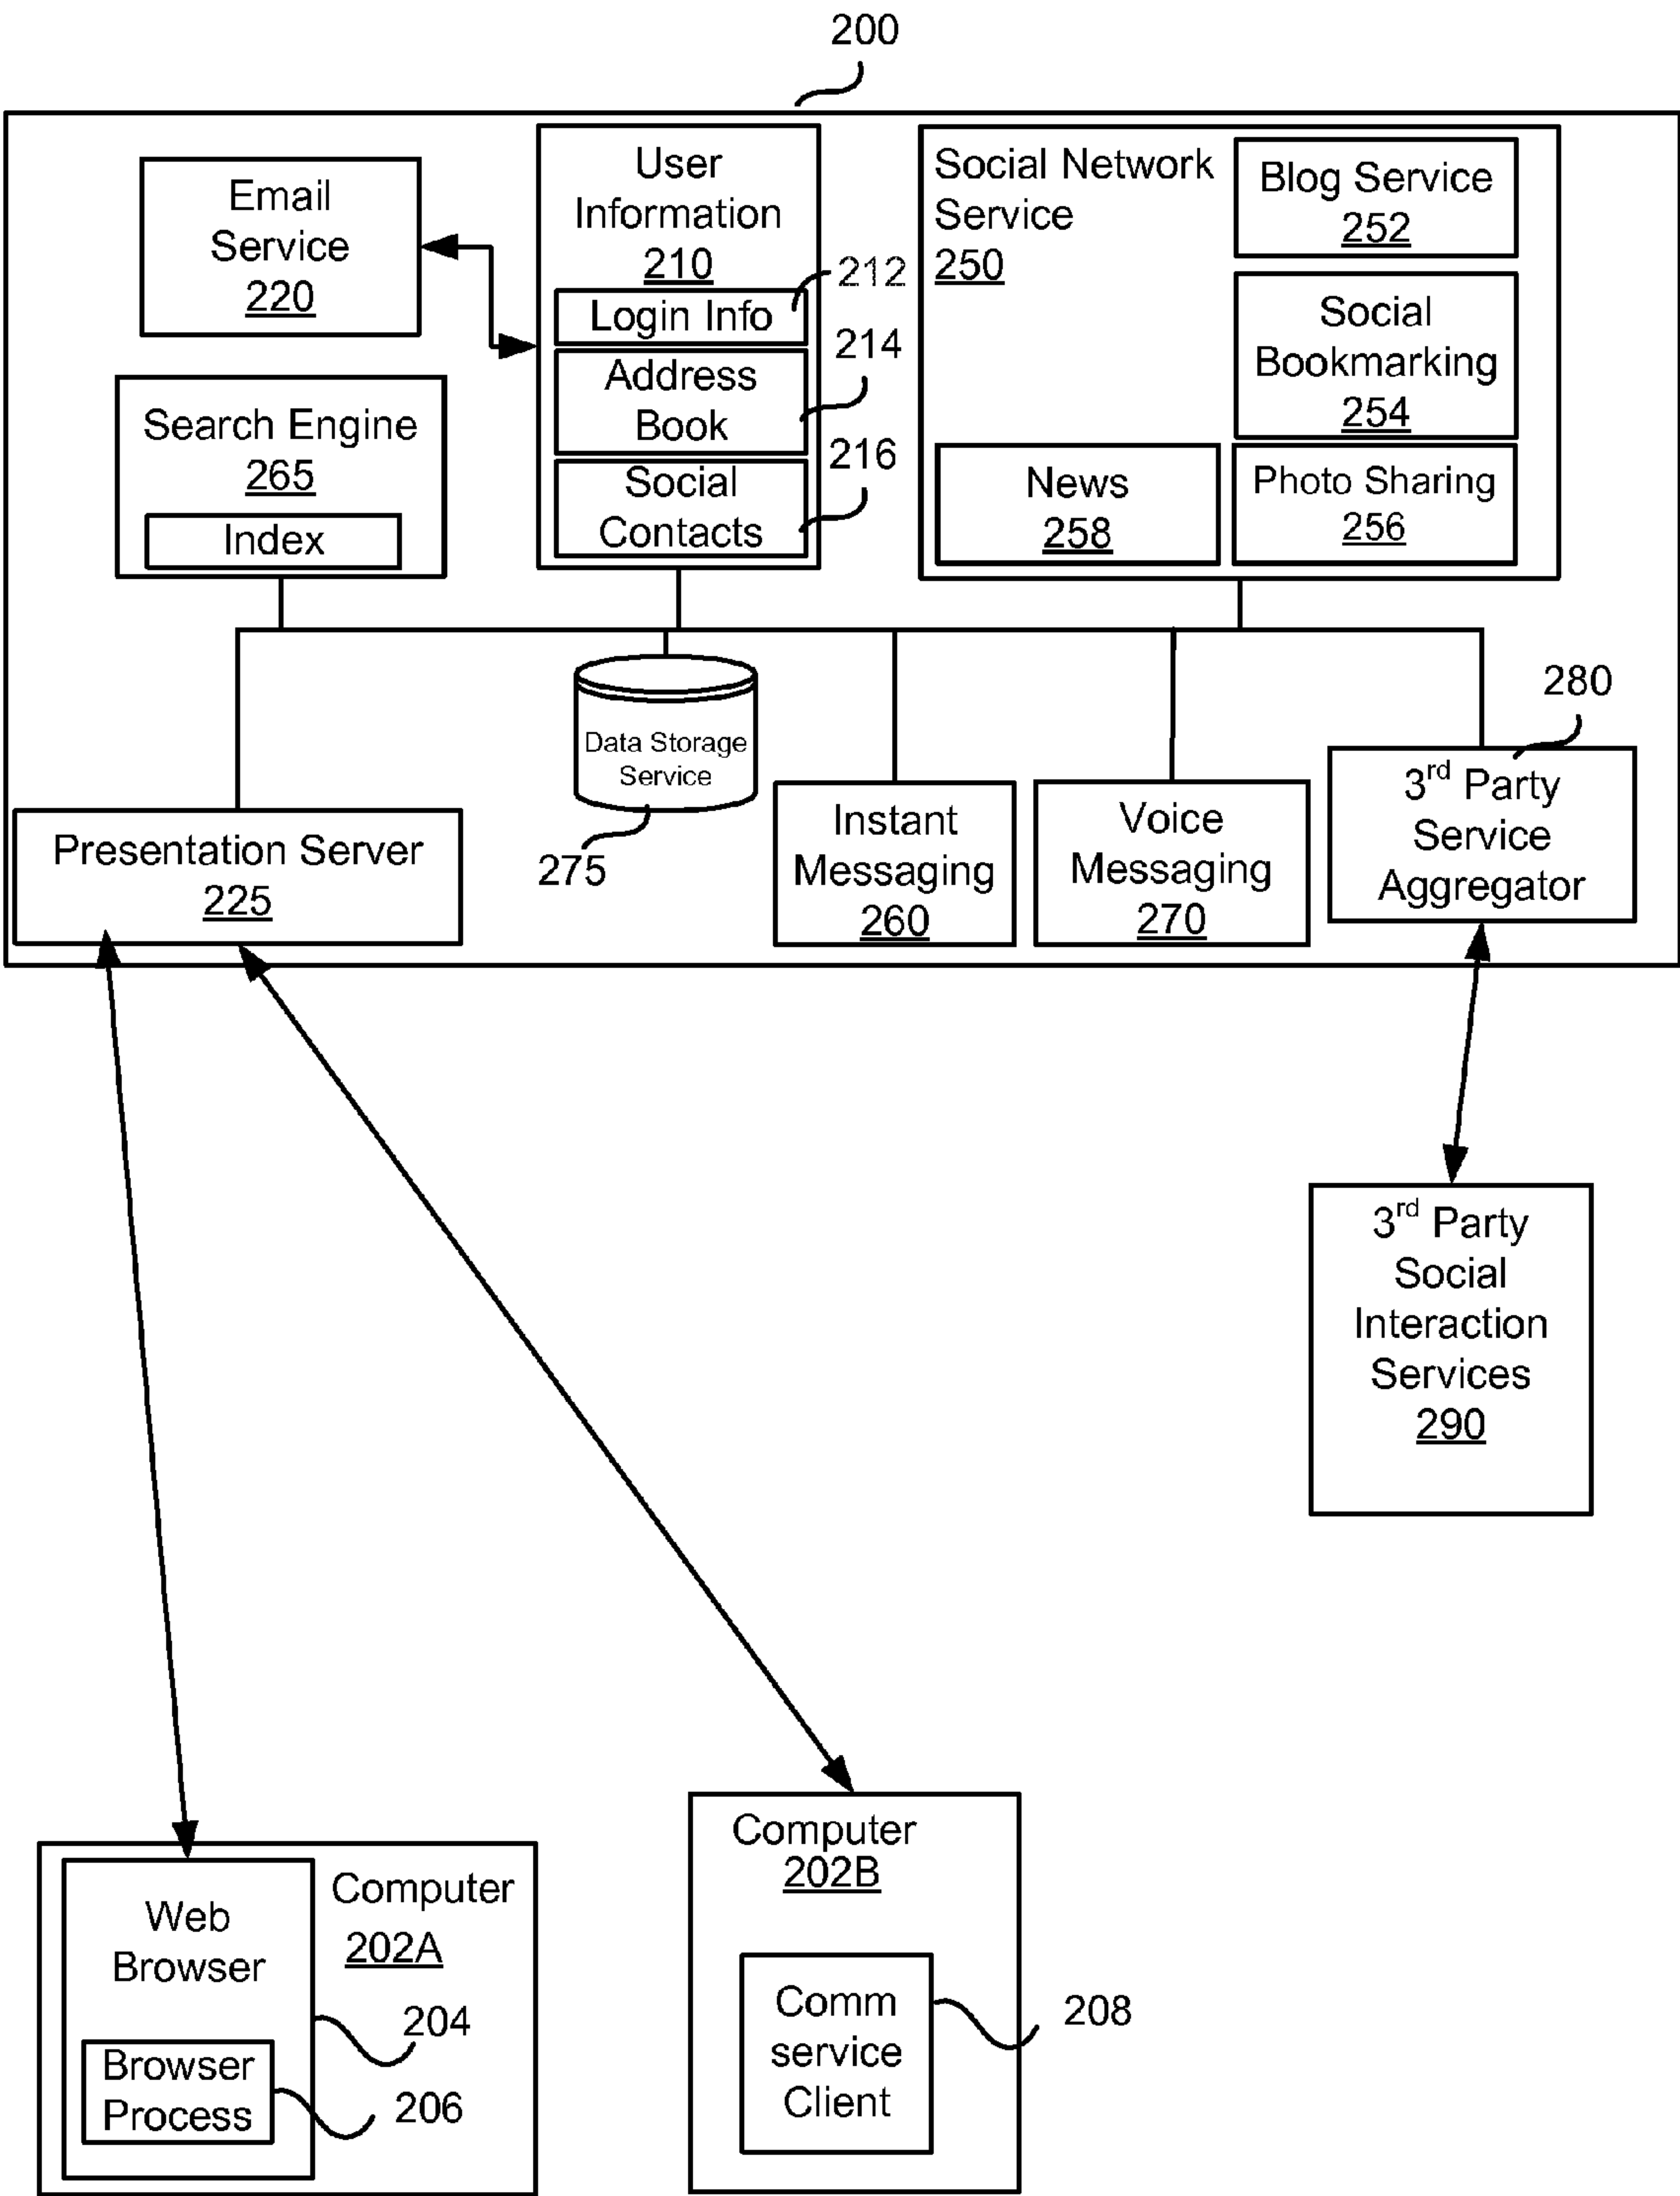 200
Email
Service
220
User
Information
210
212
Login Info
214
Address
Book
216
Social
Contacts
Social Network
Service
250
Blog Service
252
Social
Bookmarking
254
News
258
Photo Sharing
256
Search Engine
265
Index
280
Data Storage
Service
275
Presentation Server
225
Instant
Messaging
260
Voice
Messaging
270
3rd Party
Service
Aggregator
3rd Party
Social
Interaction
Services
290
Computer
202B
Comm
service
Client
208
Computer
202A
Web
Browser
204
Browser
Process
206